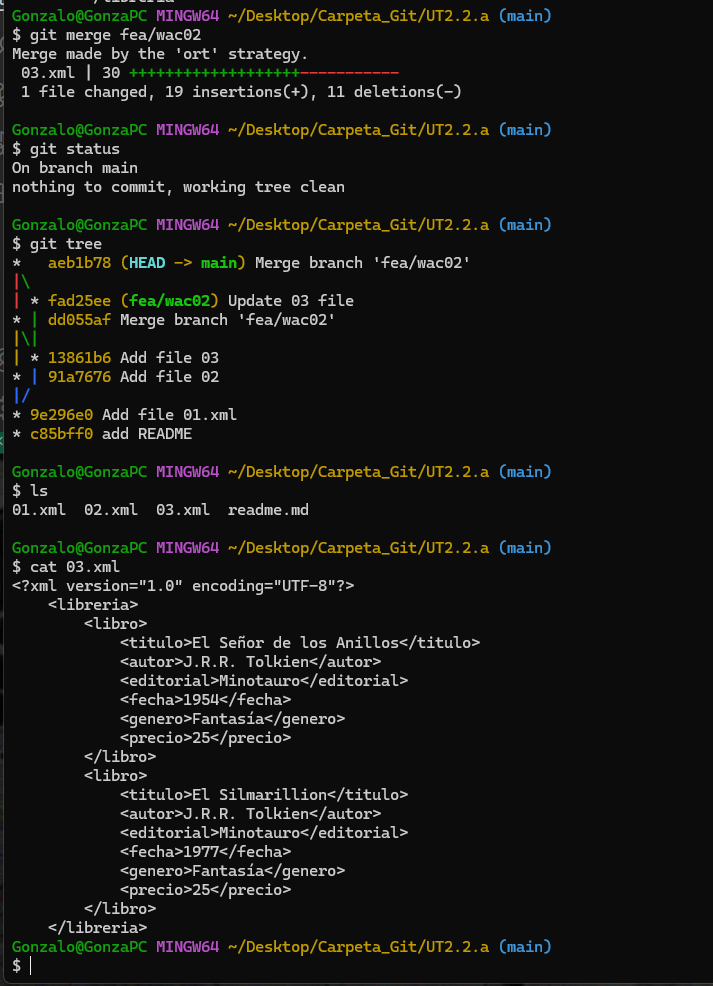 Gonzalo@GonzaPC MINGW64 ~/Desktop/Carpeta_Git/UT2.2.a (main)
$ git merge fea/wac02
Merge made by the 'ort' strategy.
 03.xml | 30 +++++++++++++++++++-----------
 1 file changed, 19 insertions(+), 11 deletions(-)

Gonzalo@GonzaPC MINGW64 ~/Desktop/Carpeta_Git/UT2.2.a (main)
$ git status
On branch main
nothing to commit, working tree clean

Gonzalo@GonzaPC MINGW64 ~/Desktop/Carpeta_Git/UT2.2.a (main)
$ git tree
*   aeb1b78 (HEAD -> main) Merge branch 'fea/wac02'
|\
| * fad25ee (fea/wac02) Update 03 file
* | dd055af Merge branch 'fea/wac02'
|\|
| * 13861b6 Add file 03
* | 91a7676 Add file 02
|/
* 9e296e0 Add file 01.xml
* c85bff0 add README

Gonzalo@GonzaPC MINGW64 ~/Desktop/Carpeta_Git/UT2.2.a (main)
$ ls
01.xml  02.xml  03.xml  readme.md

Gonzalo@GonzaPC MINGW64 ~/Desktop/Carpeta_Git/UT2.2.a (main)
$ cat 03.xml
<?xml version="1.0" encoding="UTF-8"?>
    <libreria>
        <libro>
            <titulo>El Señor de los Anillos</titulo>
            <autor>J.R.R. Tolkien</autor>
            <editorial>Minotauro</editorial>
            <fecha>1954</fecha>
            <genero>Fantasía</genero>
            <precio>25</precio>
        </libro>
        <libro>
            <titulo>El Silmarillion</titulo>
            <autor>J.R.R. Tolkien</autor>
            <editorial>Minotauro</editorial>
            <fecha>1977</fecha>
            <genero>Fantasía</genero>
            <precio>25</precio>
        </libro>
    </libreria>
Gonzalo@GonzaPC MINGW64 ~/Desktop/Carpeta_Git/UT2.2.a (main)
$